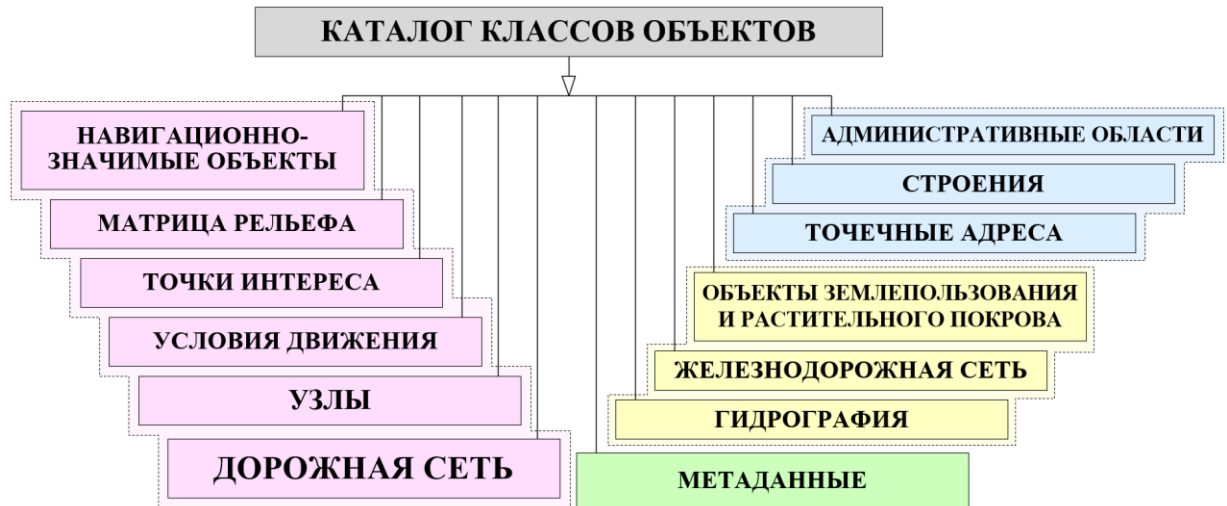 КАТАЛОГ КЛАССОВ ОБЪЕКТОВ
НАВИГАЦИОННО-
ЗНАЧИМЫЕ ОБЪЕКТЫ
МАТРИЦА РЕЛЬЕФА
ТОЧКИ ИНТЕРЕСА
УСЛОВИЯ ДВИЖЕНИЯ
УЗЛЫ
ДОРОЖНАЯ СЕТЬ
АДМИНИСТРАТИВНЫЕ ОБЛАСТИ
СТРОЕНИЯ
ТОЧЕЧНЫЕ АДРЕСА
ОБЪЕКТЫ ЗЕМЛЕПОЛЬЗОВАНИЯ
И РАСТИТЕЛЬНОГО ПОКРОВА
ЖЕЛЕЗНОДОРОЖНАЯ СЕТЬ
ГИДРОГРАФИЯ
МЕТАДАННЫЕ